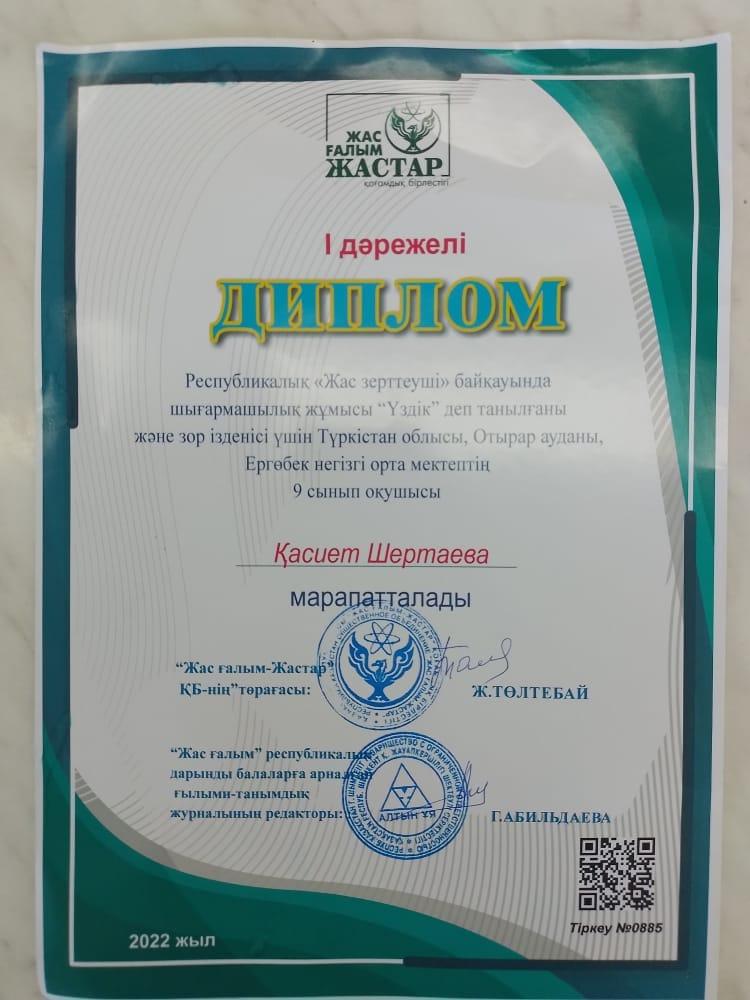 ЖАС
ҒАЛЫМ
ЖАСТАР
қоғамдық бірлестігі
І дәрежелі
ДИПЛОМ
Республикалық «Жас зерттеуші» байқауында
шығармашылық жұмысы “Үздік” деп танылғаны
және зор ізденісі үшін Түркістан облысы, Отырар ауданы,
Ергөбек негізгі орта мектептің
9 сынып оқушысы
Қасиет Шертаева
марапатталады
“Жас ғалым-Жастар”
ҚБ-нің”төрағасы:
Ж.ТӨЛТЕБАЙ
“Жас ғалым” республикалық
дарынды балаларға арналған
ғылыми-танымдық
журналының редакторы:
АЛТЫН ҰЯ
Г.АБИЛЬДАЕВА
Тіркеу №0885
2022 жыл